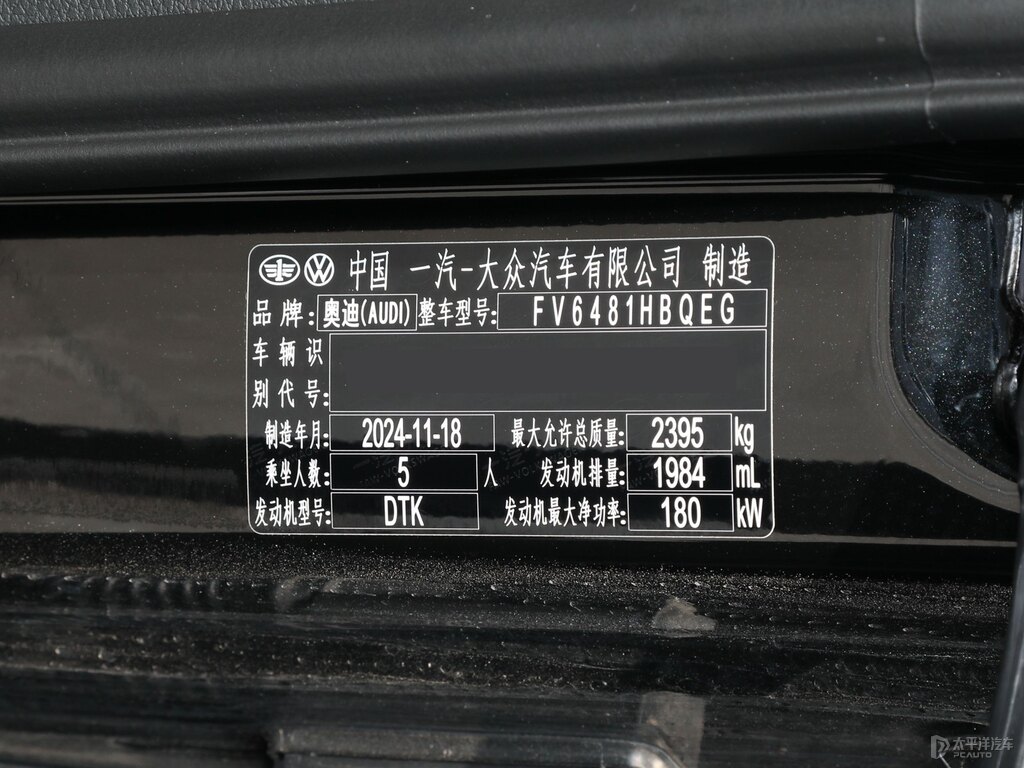 中国 一汽-大众汽车有限公司 制造
品牌: 奥迪(AUDI) 整车型号: FV6481HBQEG
车辆识
别代号:
制造年月: 2024-11-18 最大允许总质量: 2395 kg
乘坐人数: 5 人 发动机排量: 1984 mL
发动机型号: DTK 发动机最大净功率: 180 kW
太平洋汽车
PCAUTO